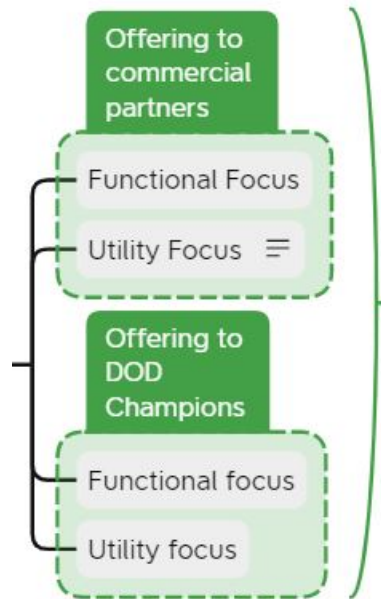 Offering to
commercial
partners
Functional Focus
Utility Focus
Offering to
DOD
Champions
Functional focus
Utility focus